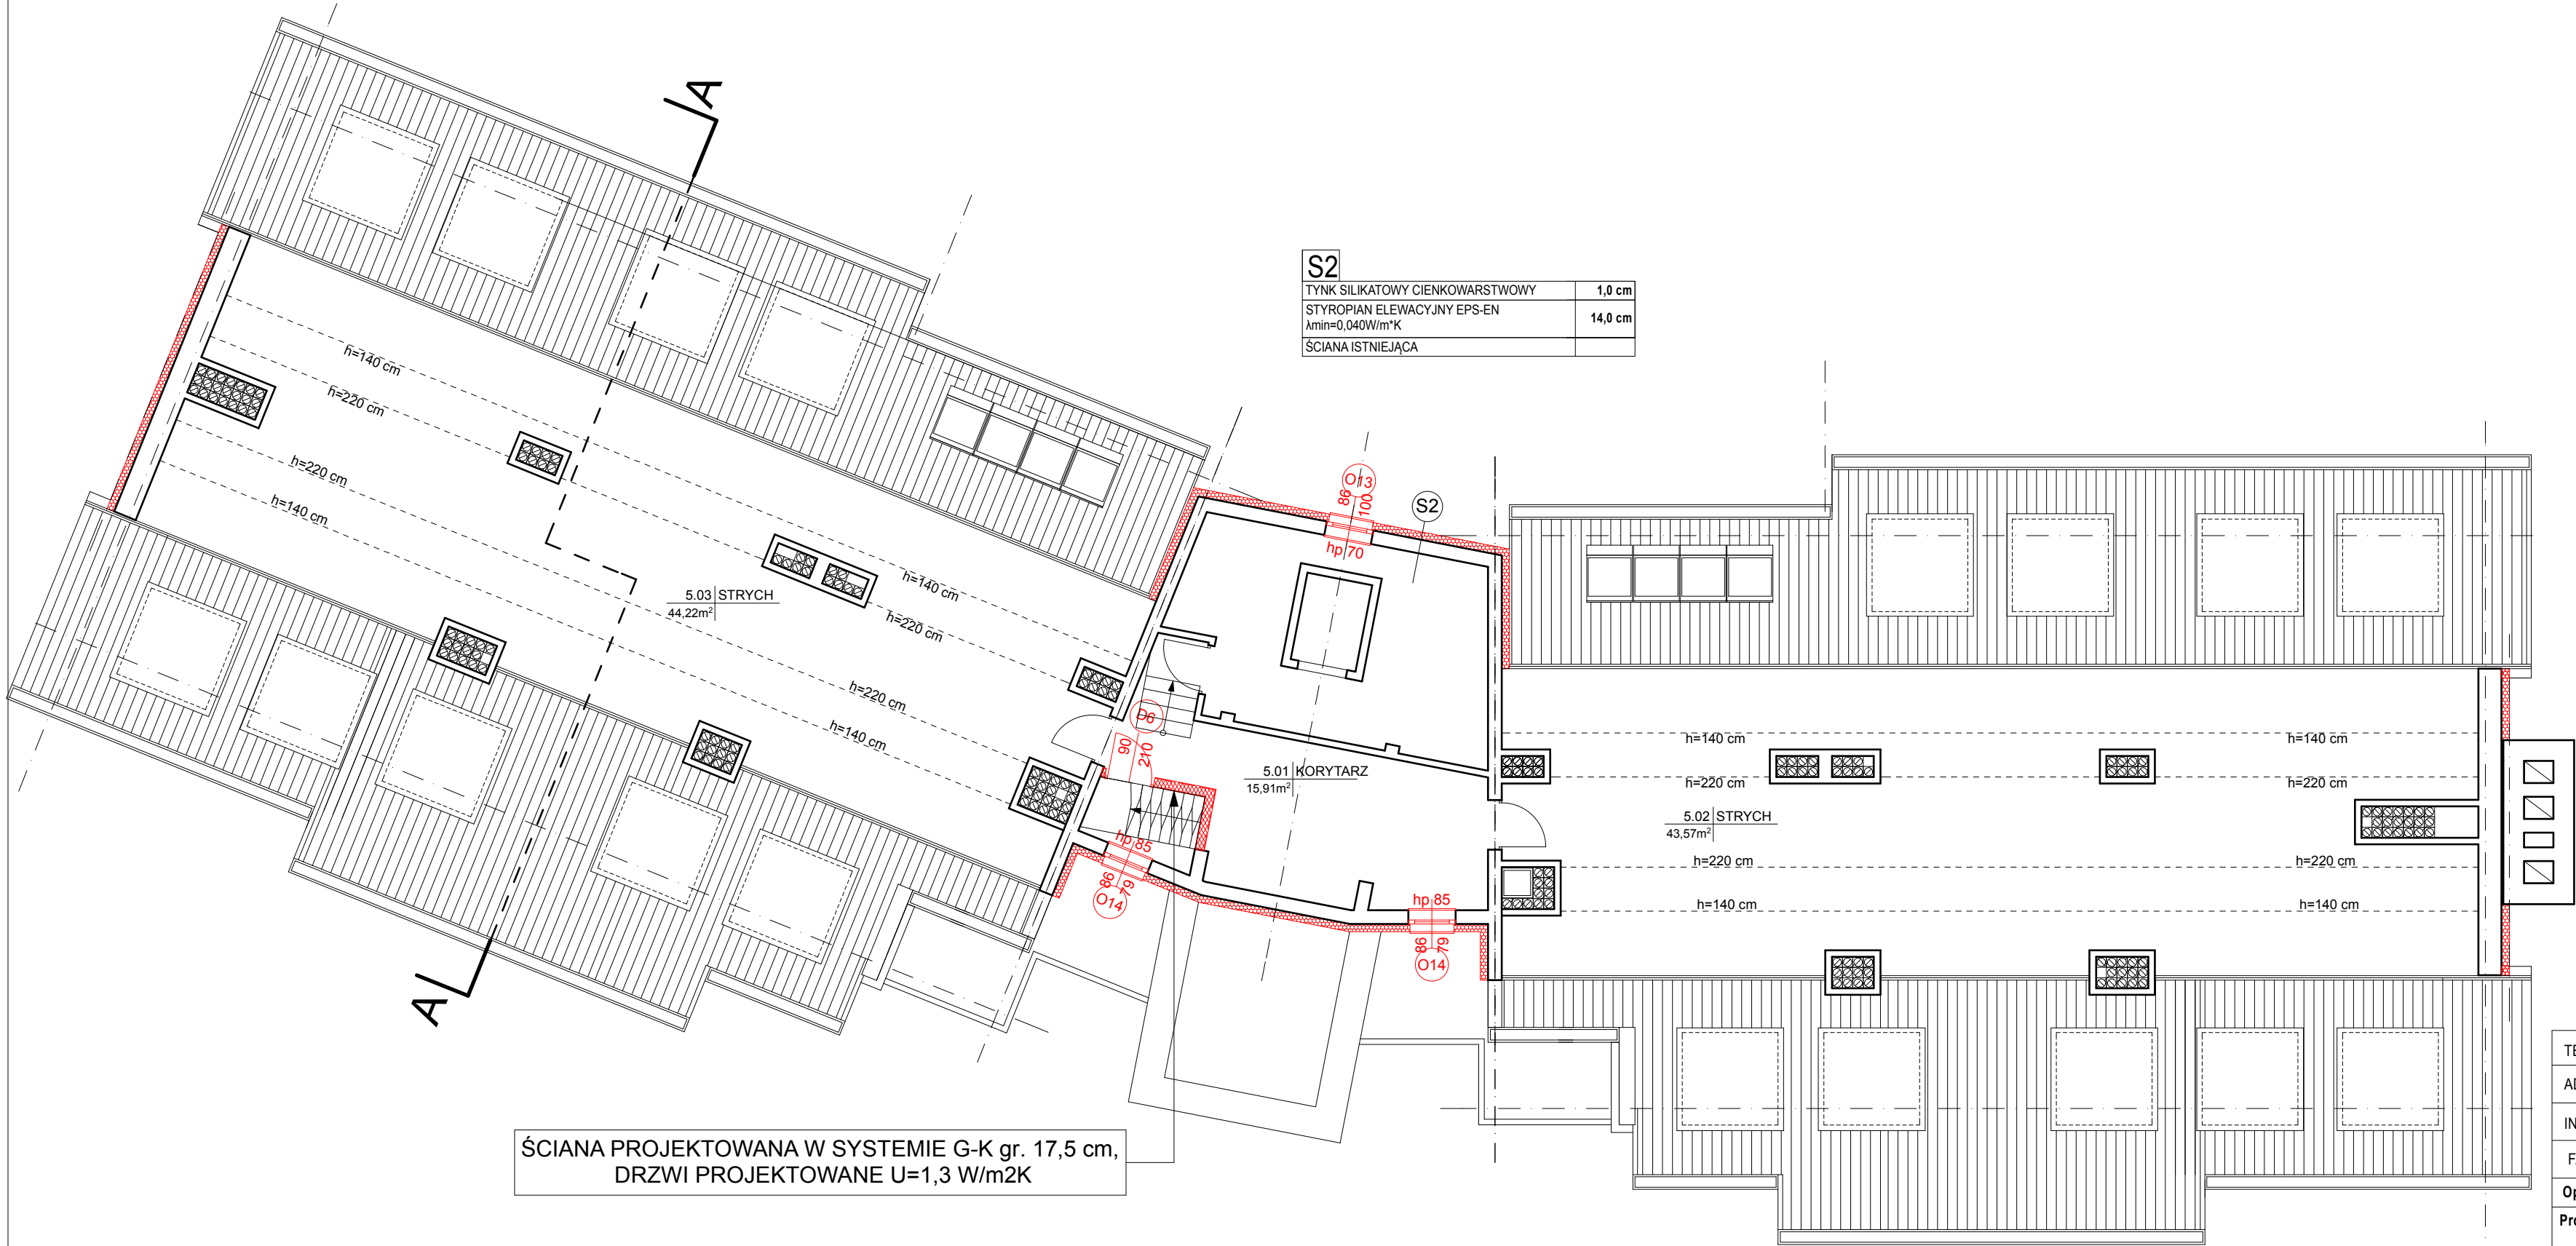 A
S2
TYNK SILIKATOWY CIENKOWARSTWOWY 1,0 cm
STYROPIAN ELEWACYJNY EPS-EN
λmin=0,040W/m*K 14,0 cm
ŚCIANA ISTNIEJĄCA
h=140 cm
h=220 cm
h=220 cm
h=140 cm
5.03 STRYCH
44,22m²
h=140 cm
h=220 cm
h=220 cm
h=140 cm
O13
86
100
hp 70
S2
D6
90
210
5.01 KORYTARZ
15,91m²
hp 85
86
79
O14
hp 85
86
79
O14
h=140 cm
h=140 cm
h=220 cm
h=220 cm
5.02 STRYCH
43,57m²
h=220 cm
h=220 cm
h=140 cm
h=140 cm
A
ŚCIANA PROJEKTOWANA W SYSTEMIE G-K gr. 17,5 cm,
DRZWI PROJEKTOWANE U=1,3 W/m2K